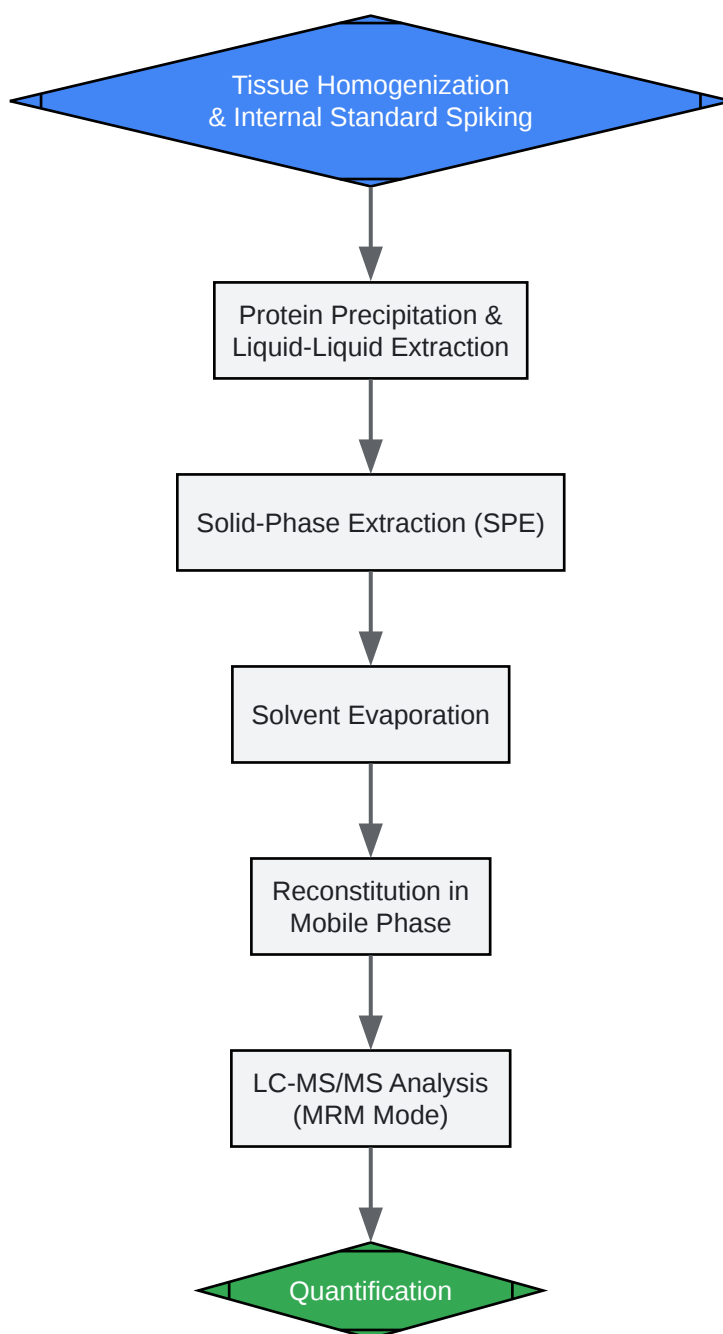 Tissue Homogenization
& Internal Standard Spiking
Protein Precipitation &
Liquid-Liquid Extraction
Solid-Phase Extraction (SPE)
Solvent Evaporation
Reconstitution in
Mobile Phase
LC-MS/MS Analysis
(MRM Mode)
Quantification